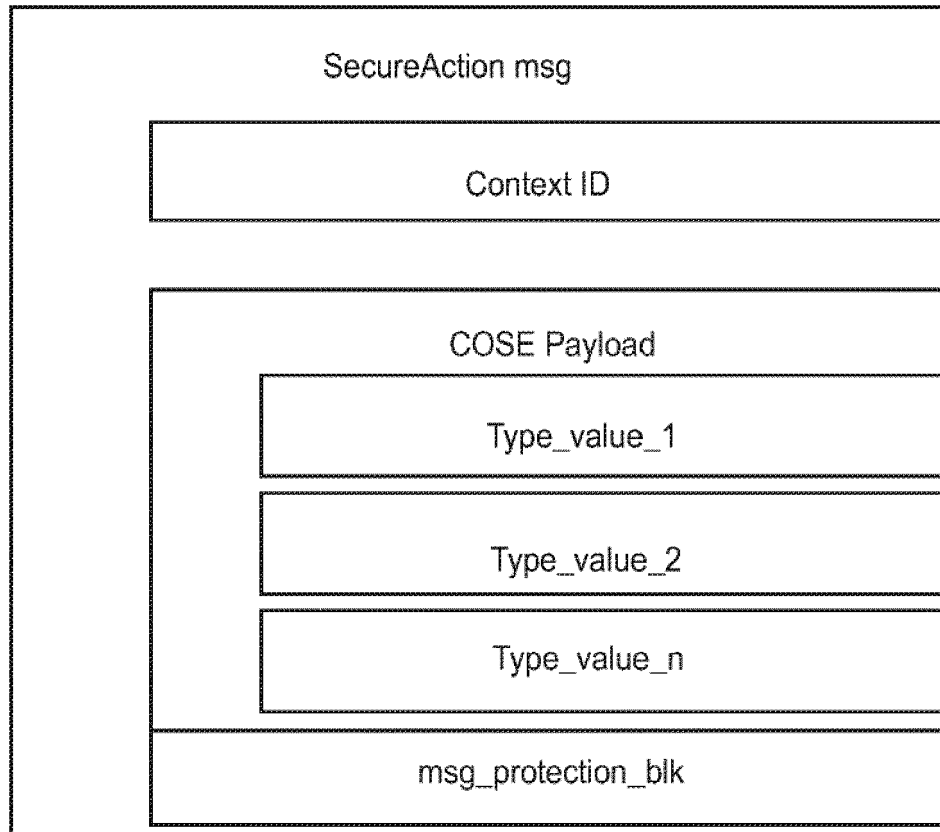 SecureAction msg
Context ID
COSE Payload
Type_value_1
Type_value_2
Type_value_n
msg_protection_blk